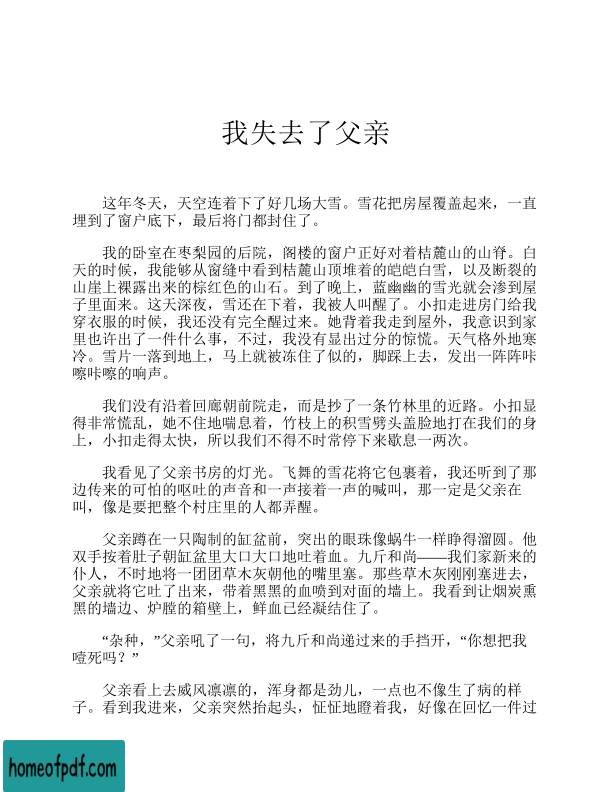 我失去了父亲
这年冬天，天空连着下了好几场大雪。雪花把房屋覆盖起来，一直
埋到了窗户底下，最后将门都封住了。
我的卧室在枣梨园的后院，阁楼的窗户正好对着桔麓山的山脊。白
天的时候，我能够从窗缝中看到桔麓山顶堆着的皑皑白雪，以及断裂的
山崖上裸露出来的棕红色的山石。到了晚上，蓝幽幽的雪光就会渗到屋
子里面来。这天深夜，雪还在下着，我被人叫醒了。小扣走进房门给我
穿衣服的时候，我还没有完全醒过来。她背着我走到屋外，我意识到家
里也许出了一件什么事，不过，我没有显出过分的惊慌。天气格外地寒
冷。雪片一落到地上，马上就被冻住了似的，脚踩上去，发出一阵阵咔
嚓咔嚓的响声。
我们没有沿着回廊朝前院走，而是抄了一条竹林里的近路。小扣显
得非常慌乱，她不住地喘息着，竹枝上的积雪劈头盖脸地打在我们的身
上，小扣走得太快，所以我们不得不时常停下来歇息一两次。
我看见了父亲书房的灯光。飞舞的雪花将它包裹着，我还听到了那
边传来的可怕的呕吐的声音和一声接着一声的喊叫，那一定是父亲在
叫，像是要把整个村庄里的人都弄醒。
父亲蹲在一只陶制的缸盆前，突出的眼珠像蜗牛一样睁得溜圆。他
双手按着肚子朝缸盆里大口大口地吐着血。九斤和尚——我们家新来的
仆人，不时地将一团团草木灰朝他的嘴里塞。那些草木灰刚刚塞进去，
父亲就将它吐了出来，带着黑黑的血喷到对面的墙上。我看到让烟炭熏
黑的墙边、炉膛的箱壁上，鲜血已经凝结住了。
“杂种，”父亲吼了一句，将九斤和尚递过来的手挡开，“你想把我
噎死吗？”
父亲看上去威风凛凛的，浑身都是劲儿，一点也不像生了病的样
子。看到我进来，父亲突然抬起头，怔怔地瞪着我，好像在回忆一件过
homeofpdf.com